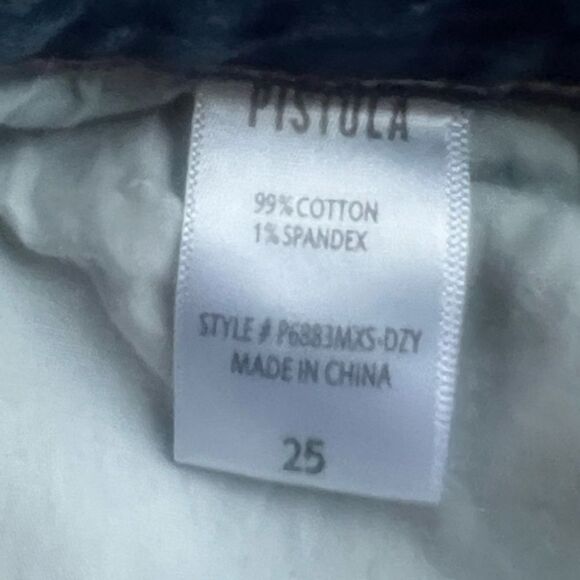 PISTOLA
99% COTTON
1% SPANDEX
STYLE # P6883MXS-DZY
MADE IN CHINA
25